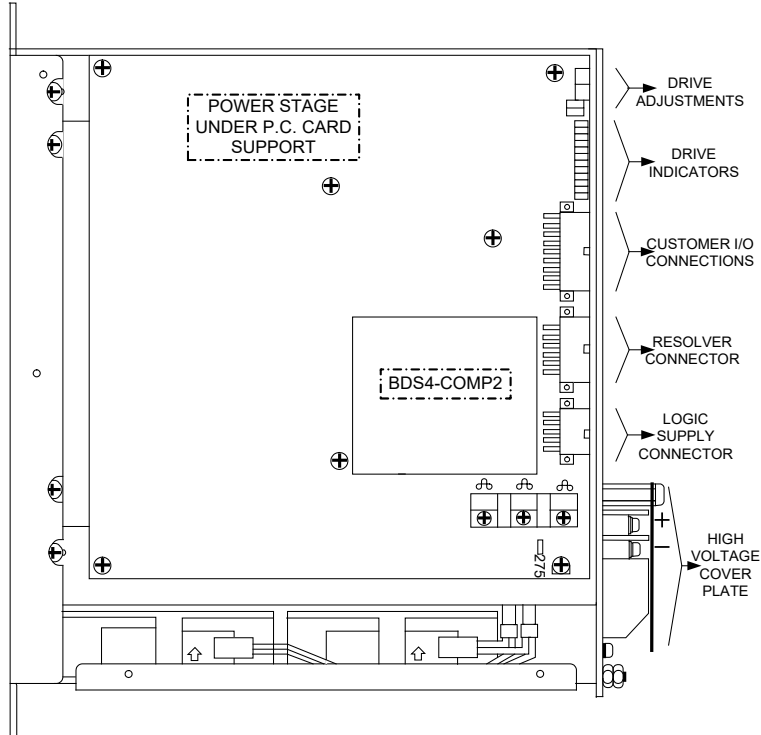 POWER STAGE
UNDER P.C. CARD
SUPPORT
DRIVE
ADJUSTMENTS
DRIVE
INDICATORS
CUSTOMER I/O
CONNECTIONS
RESOLVER
CONNECTOR
BDS4-COMP2
LOGIC
SUPPLY
CONNECTOR
+
−
275
HIGH
VOLTAGE
COVER
PLATE